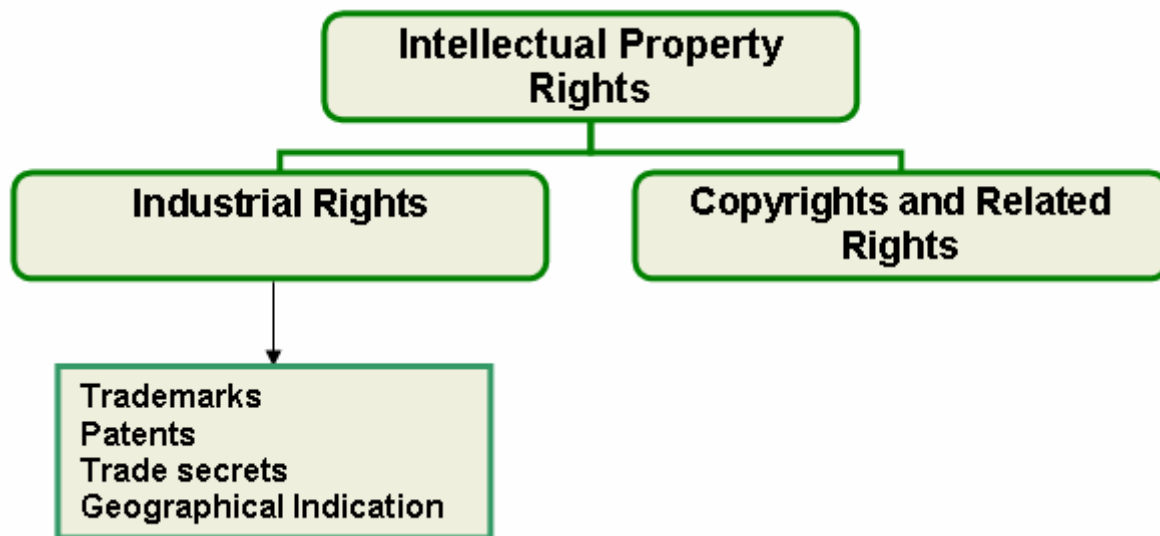 Intellectual Property
Rights
Industrial Rights
Copyrights and Related
Rights
Trademarks
Patents
Trade secrets
Geographical Indication